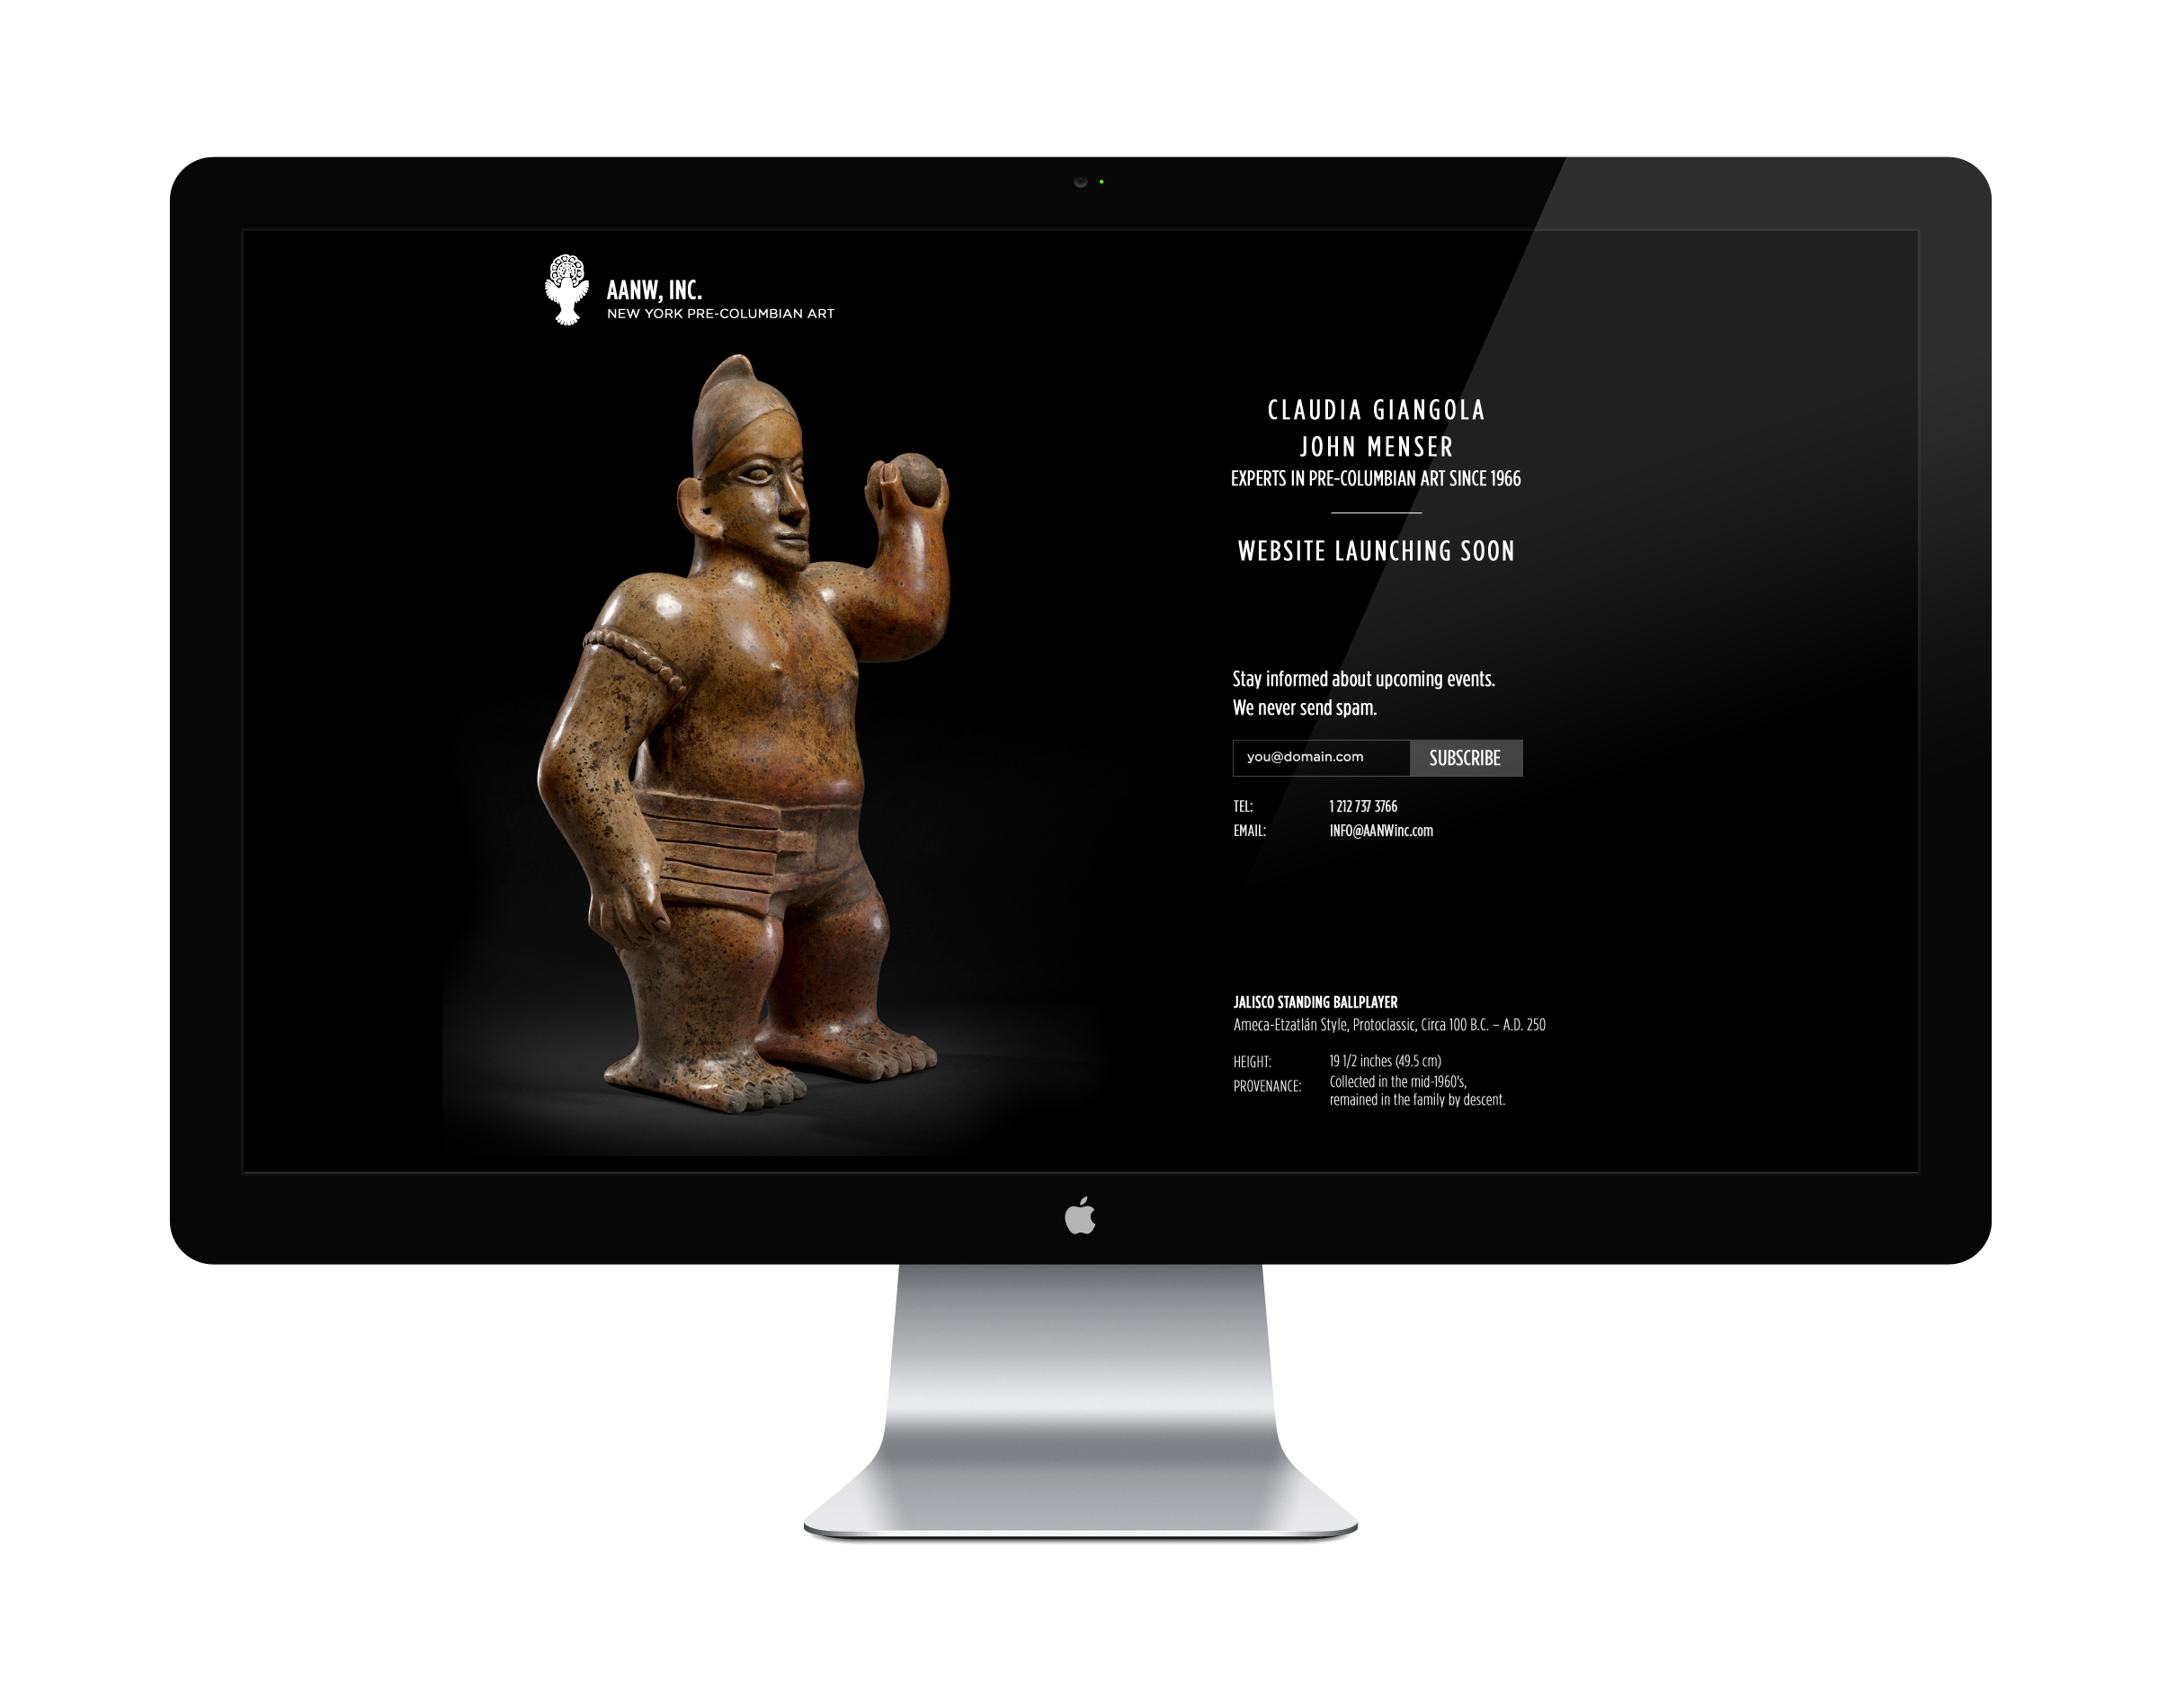 AANW, INC.
NEW YORK PRE-COLUMBIAN ART
CLAUDIA GIANGOLA
JOHN MENSER
EXPERTS IN PRE-COLUMBIAN ART SINCE 1966
WEBSITE LAUNCHING SOON
Stay informed about upcoming events.
We never send spam.
you@domain.com SUBSCRIBE
TEL: 1 212 737 3766
EMAIL: INFO@AANWinc.com
JALISCO STANDING BALLPLAYER
Ameca-Etzatlán Style, Protoclassic, Circa 100 B.C. – A.D. 250
HEIGHT: 19 1/2 inches (49.5 cm)
PROVENANCE: Collected in the mid-1960's,
remained in the family by descent.